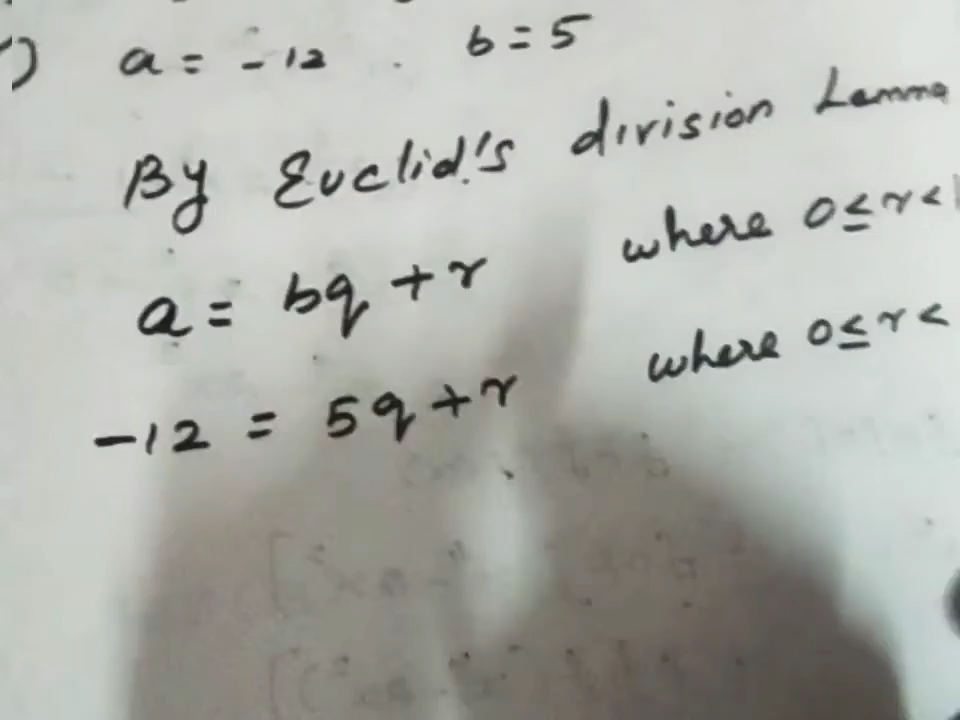 a = -12 . b = 5
By Euclid's division Lemma
a = bq + r where 0 ≤ r <
-12 = 5q + r where 0 ≤ r <